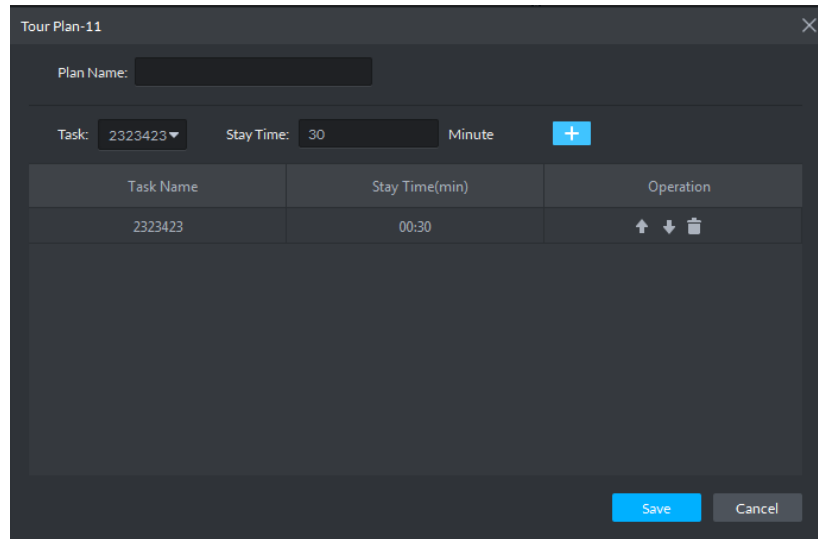 Tour Plan-11
Plan Name:
Task: 2323423 Stay Time: 30 Minute
Task Name Stay Time(min) Operation
2323423 00:30
Save Cancel